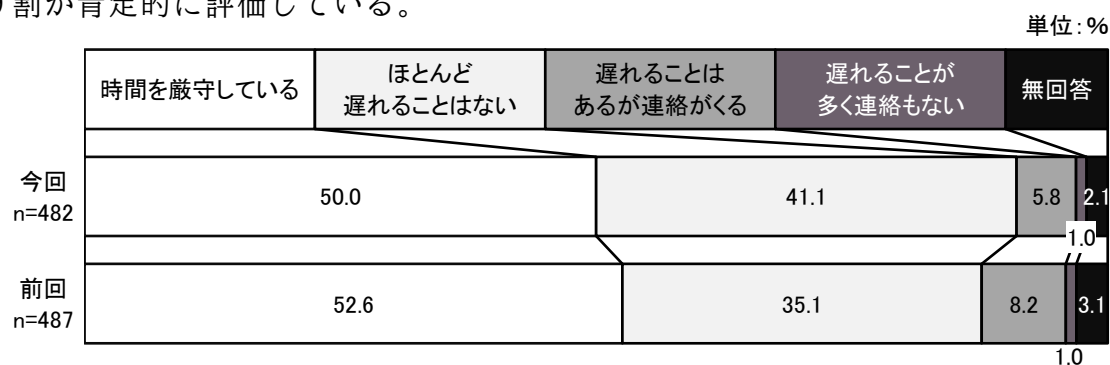 割が肯定的に評価している。
単位:%
時間を厳守している
ほとんど
遅れることはない
遅れることは
あるが連絡がくる
遅れることが
多く連絡もない
無回答
今回
n=482
50.0
41.1
5.8
1.0
2.1
前回
n=487
52.6
35.1
8.2
1.0
3.1